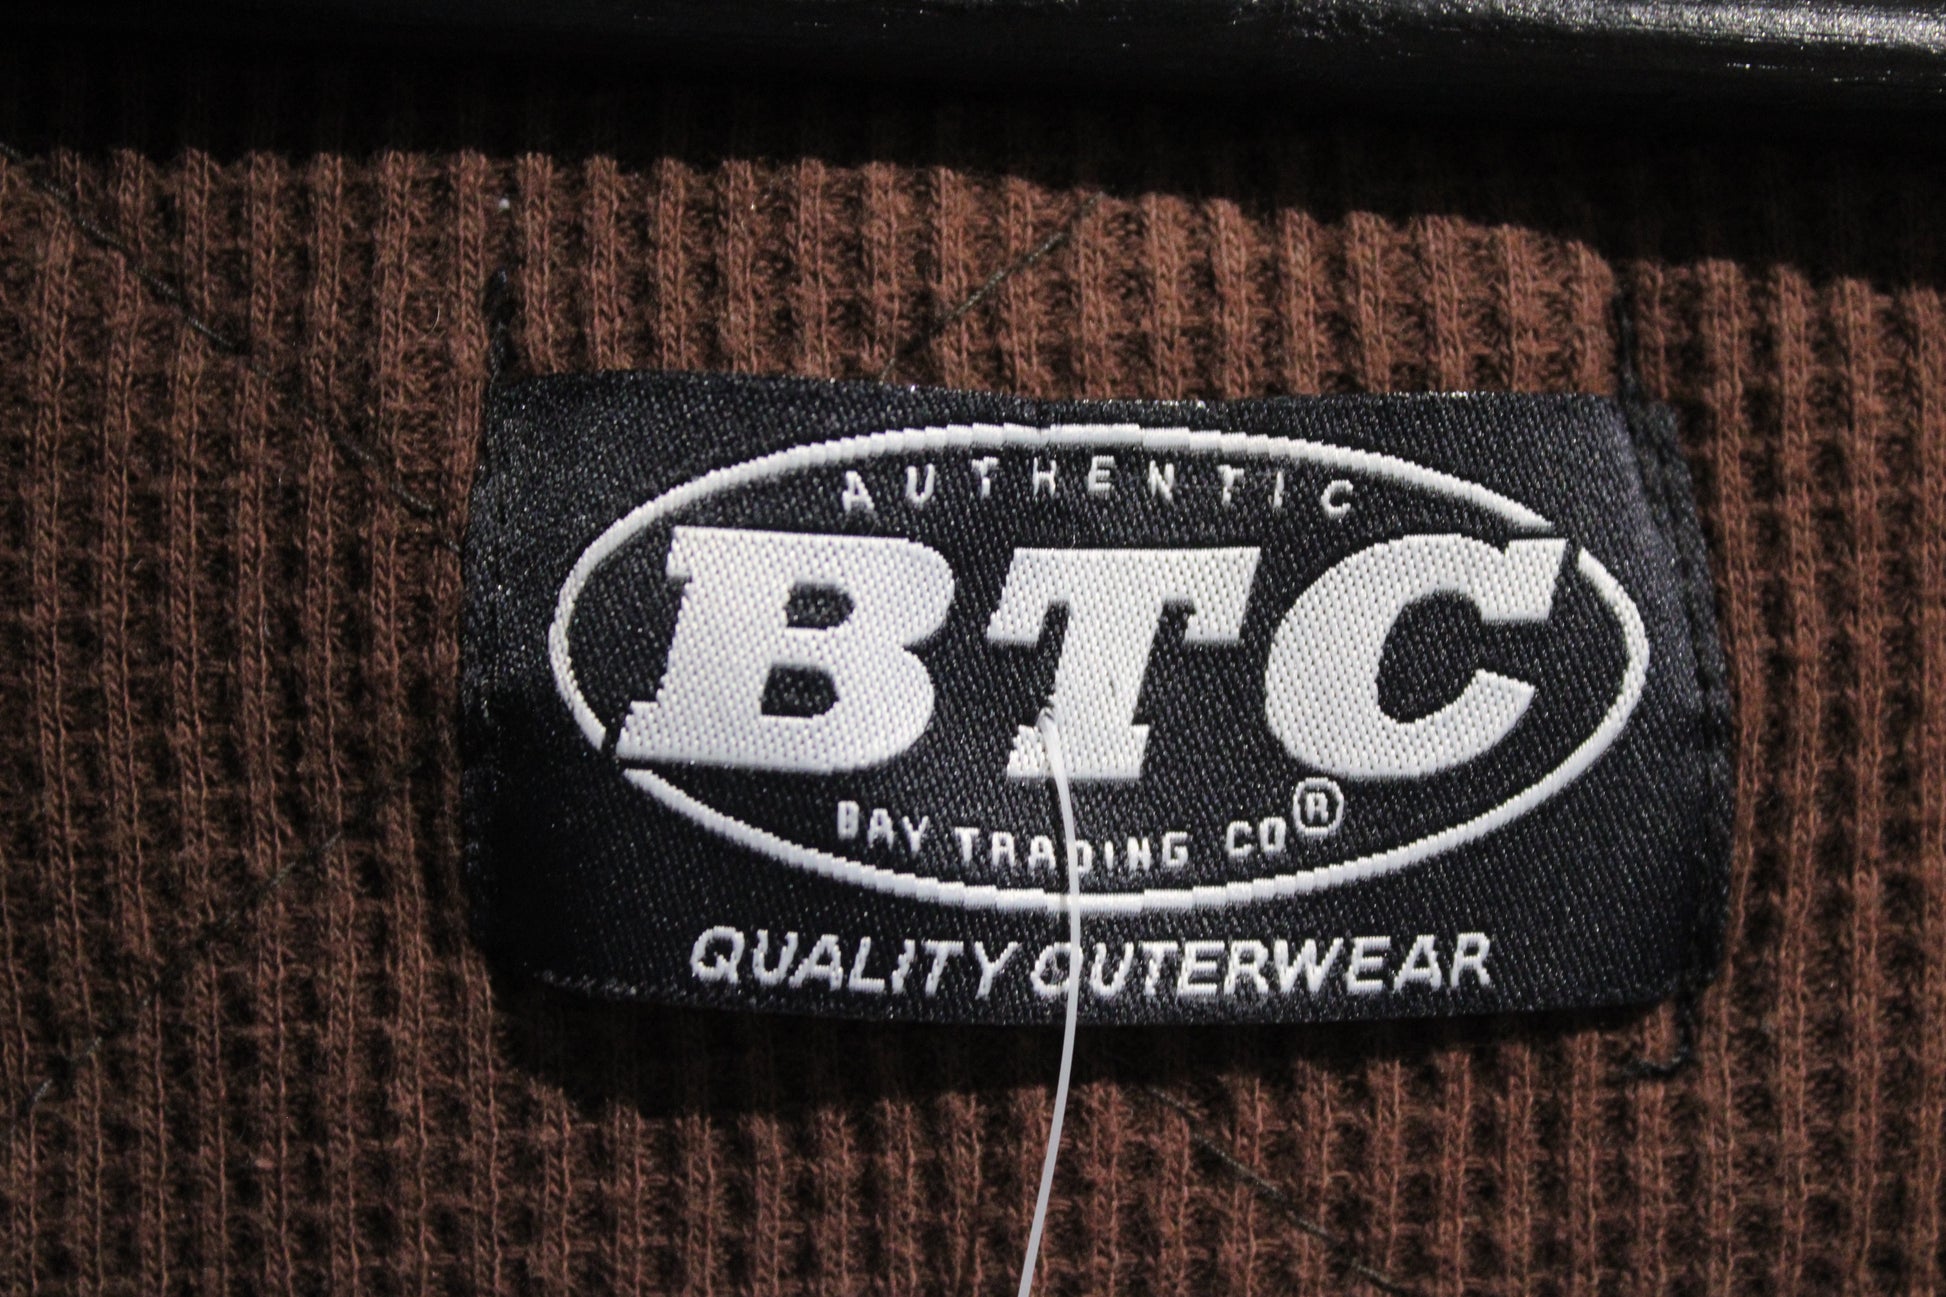 AUTHENTIC
BTC
BAY TRADING CO®
QUALITY OUTERWEAR